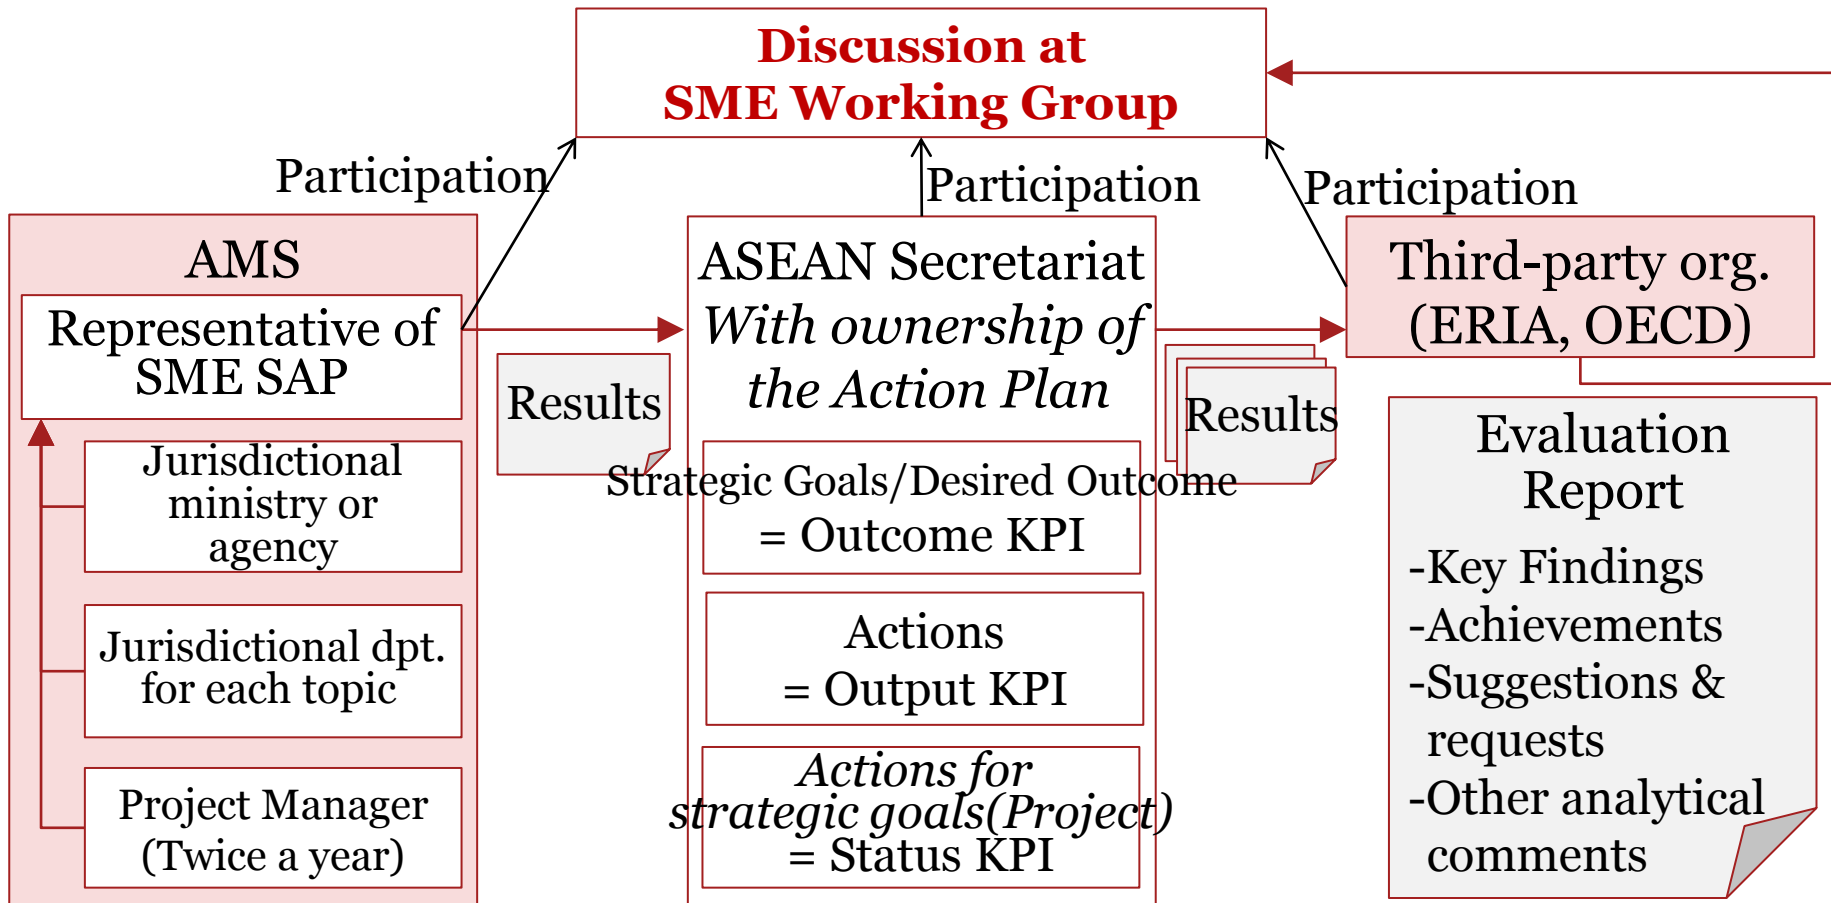 Discussion at
SME Working Group
Participation
Participation
Participation
AMS
Representative of
SME SAP
Jurisdictional
ministry or
agency
Jurisdictional dpt.
for each topic
Project Manager
(Twice a year)
Results
ASEAN Secretariat
With ownership of
the Action Plan
Strategic Goals/Desired Outcome
= Outcome KPI
Actions
= Output KPI
Actions for
strategic goals(Project)
= Status KPI
Results
Third-party org.
(ERIA, OECD)
Evaluation
Report
-Key Findings
-Achievements
-Suggestions &
requests
-Other analytical
comments